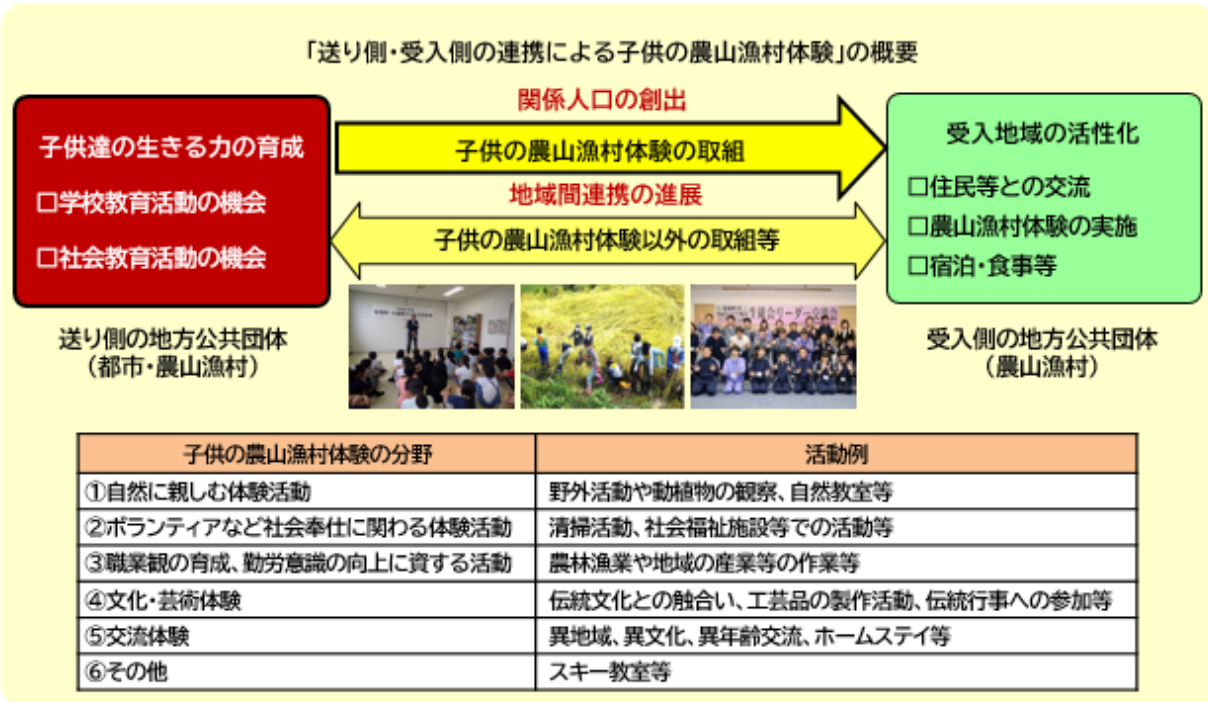 「送り側・受入側の連携による子供の農山漁村体験」の概要
関係人口の創出
子供達の生きる力の育成
□学校教育活動の機会
□社会教育活動の機会
子供の農山漁村体験の取組
地域間連携の進展
子供の農山漁村体験以外の取組等
受入地域の活性化
□住民等との交流
□農山漁村体験の実施
□宿泊・食事等
送り側の地方公共団体
（都市・農山漁村）
生徒会リーダー交流会
受入側の地方公共団体
（農山漁村）
子供の農山漁村体験の分野 活動例
①自然に親しむ体験活動 野外活動や動植物の観察、自然教室等
②ボランティアなど社会奉仕に関わる体験活動 清掃活動、社会福祉施設等での活動等
③職業観の育成、勤労意識の向上に資する活動 農林漁業や地域の産業等の作業等
④文化・芸術体験 伝統文化との触合い、工芸品の製作活動、伝統行事への参加等
⑤交流体験 異地域、異文化、異年齢交流、ホームステイ等
⑥その他 スキー教室等